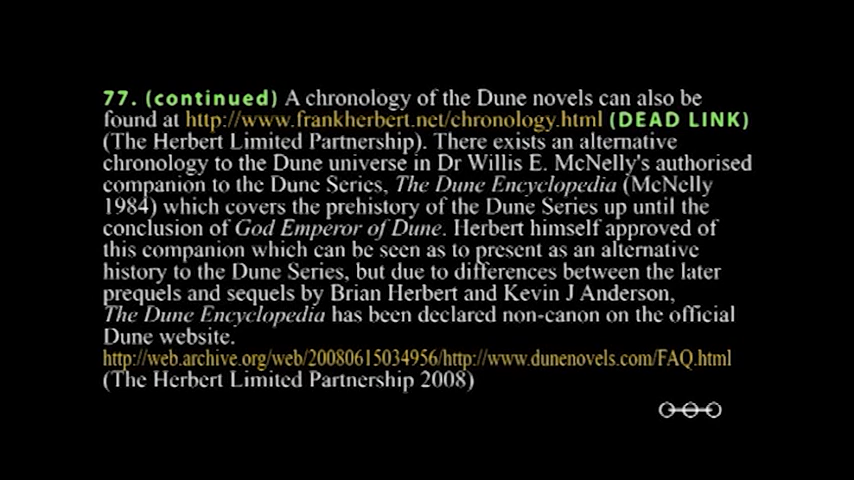 77. (continued) A chronology of the Dune novels can also be
found at http://www.frankherbert.net/chronology.html (DEAD LINK)
(The Herbert Limited Partnership). There exists an alternative
chronology to the Dune universe in Dr Willis E. McNelly's authorised
companion to the Dune Series, The Dune Encyclopedia (McNelly
1984) which covers the prehistory of the Dune Series up until the
conclusion of God Emperor of Dune. Herbert himself approved of
this companion which can be seen as to present as an alternative
history to the Dune Series, but due to differences between the later
prequels and sequels by Brian Herbert and Kevin J Anderson,
The Dune Encyclopedia has been declared non-canon on the official
Dune website.
http://web.archive.org/web/20080615034956/http://www.dunenovels.com/FAQ.html
(The Herbert Limited Partnership 2008)